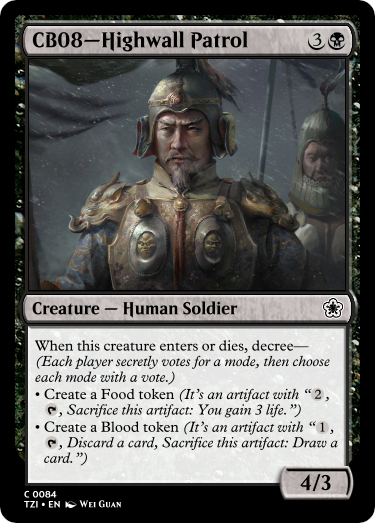 CB08—Highwall Patrol 3
Creature — Human Soldier
When this creature enters or dies, decree—
(Each player secretly votes for a mode, then choose
each mode with a vote.)
• Create a Food token (It's an artifact with “2,
, Sacrifice this artifact: You gain 3 life.”)
• Create a Blood token (It's an artifact with “1,
, Discard a card, Sacrifice this artifact: Draw a
card.”)
4/3
C 0084
TZI • EN Wei Guan